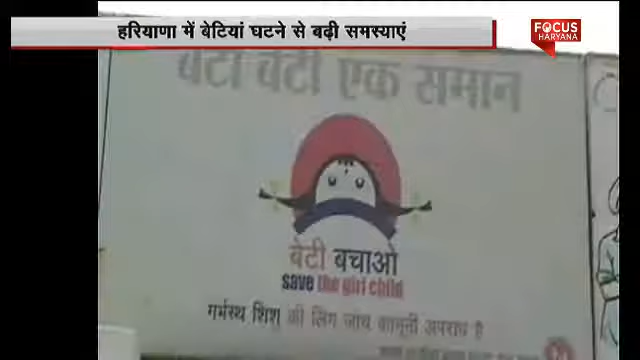 हरियाणा में बेटियां घटने से बढ़ी समस्याएं
FOCUS
HARYANA
बेटा बेटी एक समान
बेटी बचाओ
save the girl child
गर्भस्थ शिशु की लिंग जांच कानूनी अपराध है